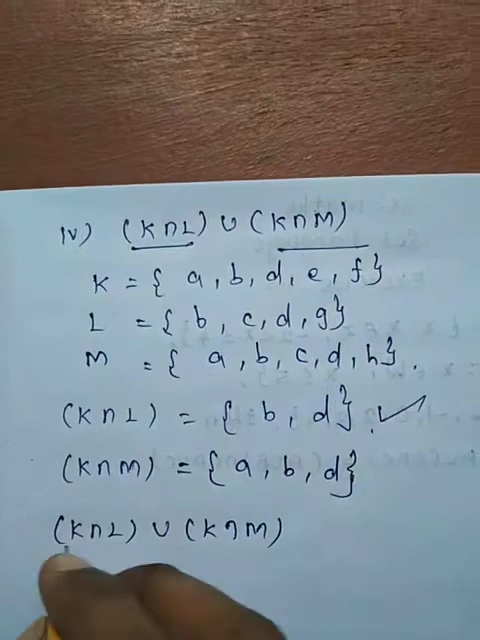 IV) (K∩L) ∪ (K∩M)
K = { a, b, d, e, f}.
L = { b, c, d, g}
M = { a, b, c, d, h}.
(K∩L) = { b, d}. ✓
(K∩M) = {a, b, d}
(K∩L) ∪ (K∩M)